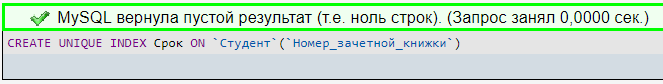 MySQL вернула пустой результат (т.е. ноль строк). (Запрос занял 0,0000 сек.)
CREATE UNIQUE INDEX Срок ON `Студент`(`Номер_зачетной_книжки`)